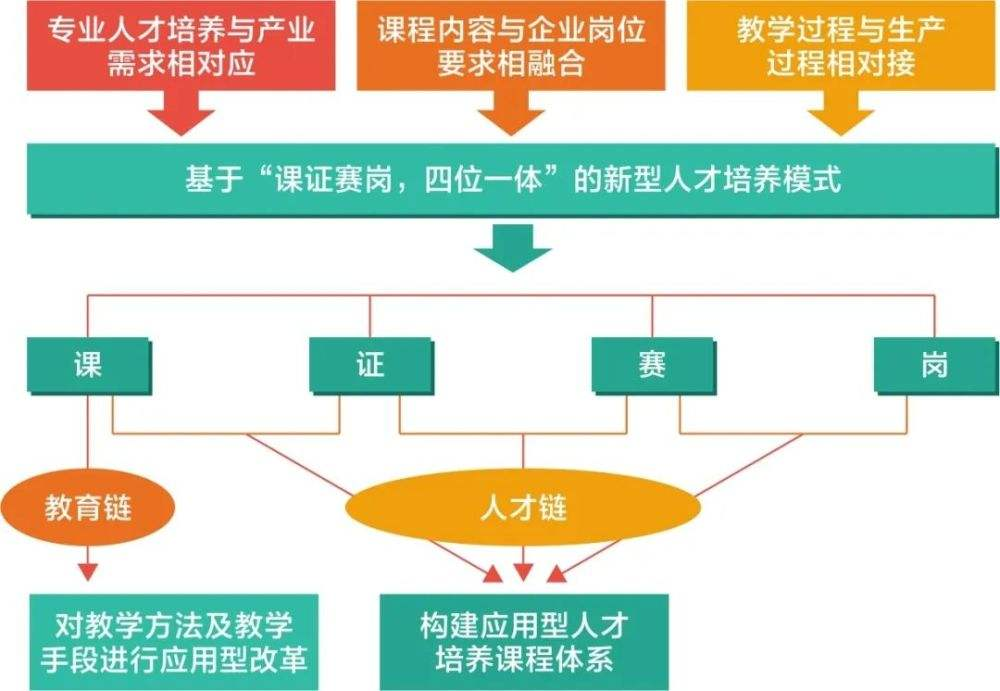 专业人才培养与产业
需求相对应
课程内容与企业岗位
要求相融合
教学过程与生产
过程相对接
基于“课证赛岗，四位一体”的新型人才培养模式
课
证
赛
岗
教育链
人才链
对教学方法及教学
手段进行应用型改革
构建应用型人才
培养课程体系